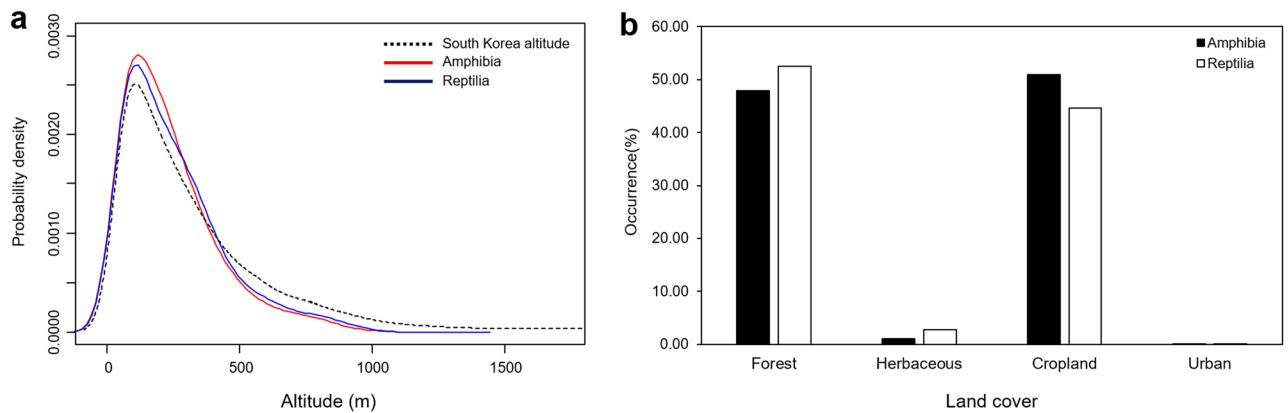 a
0.0030
0.0020
0.0010
0.0000
Probability density
South Korea altitude
Amphibia
Reptilia
0
500
1000
1500
Altitude (m)
b
60.00
50.00
40.00
30.00
20.00
10.00
0.00
Occurrence(%)
Amphibia
Reptilia
Forest
Herbaceous
Cropland
Urban
Land cover